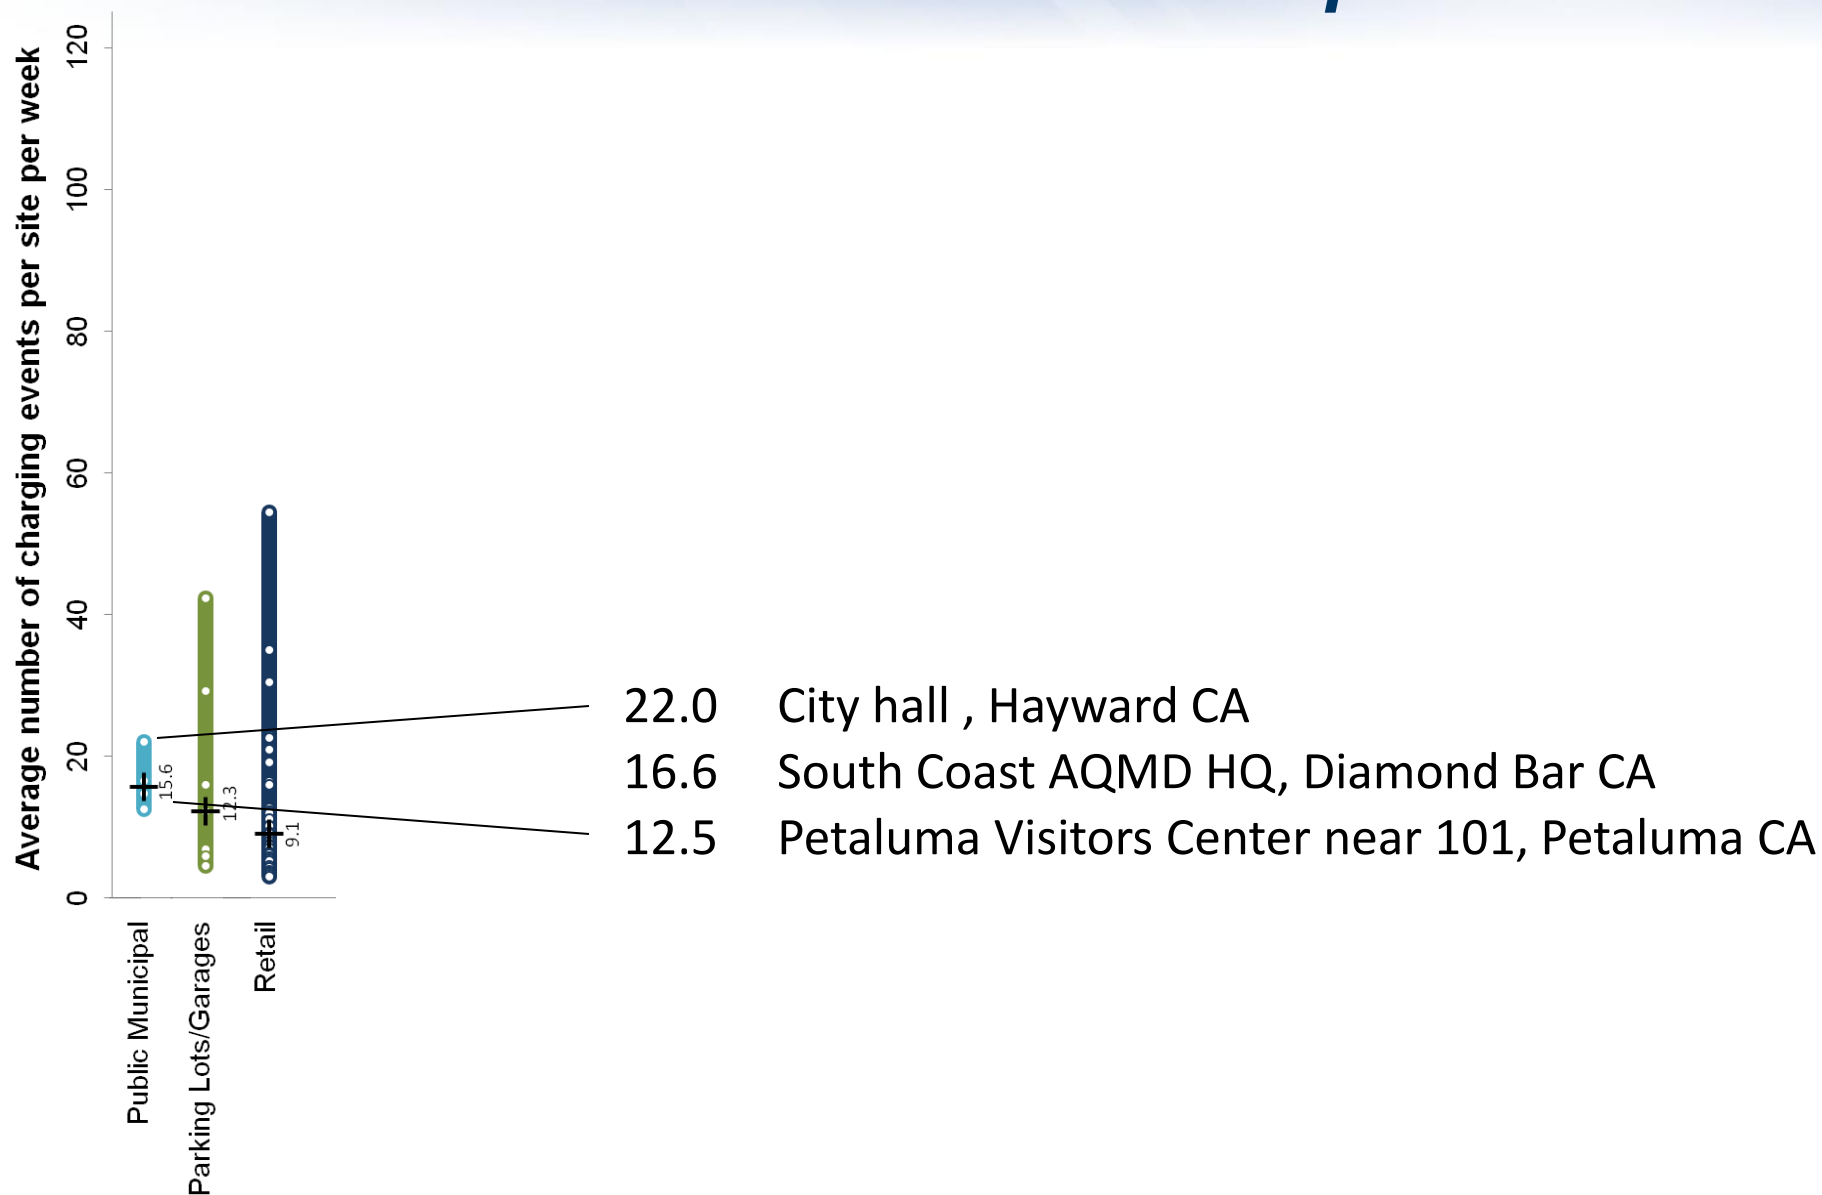 Average number of charging events per site per week
120
100
80
60
40
20
0
15.6
12.3
9.1
Public Municipal
Parking Lots/Garages
Retail
22.0 City hall , Hayward CA
16.6 South Coast AQMD HQ, Diamond Bar CA
12.5 Petaluma Visitors Center near 101, Petaluma CA